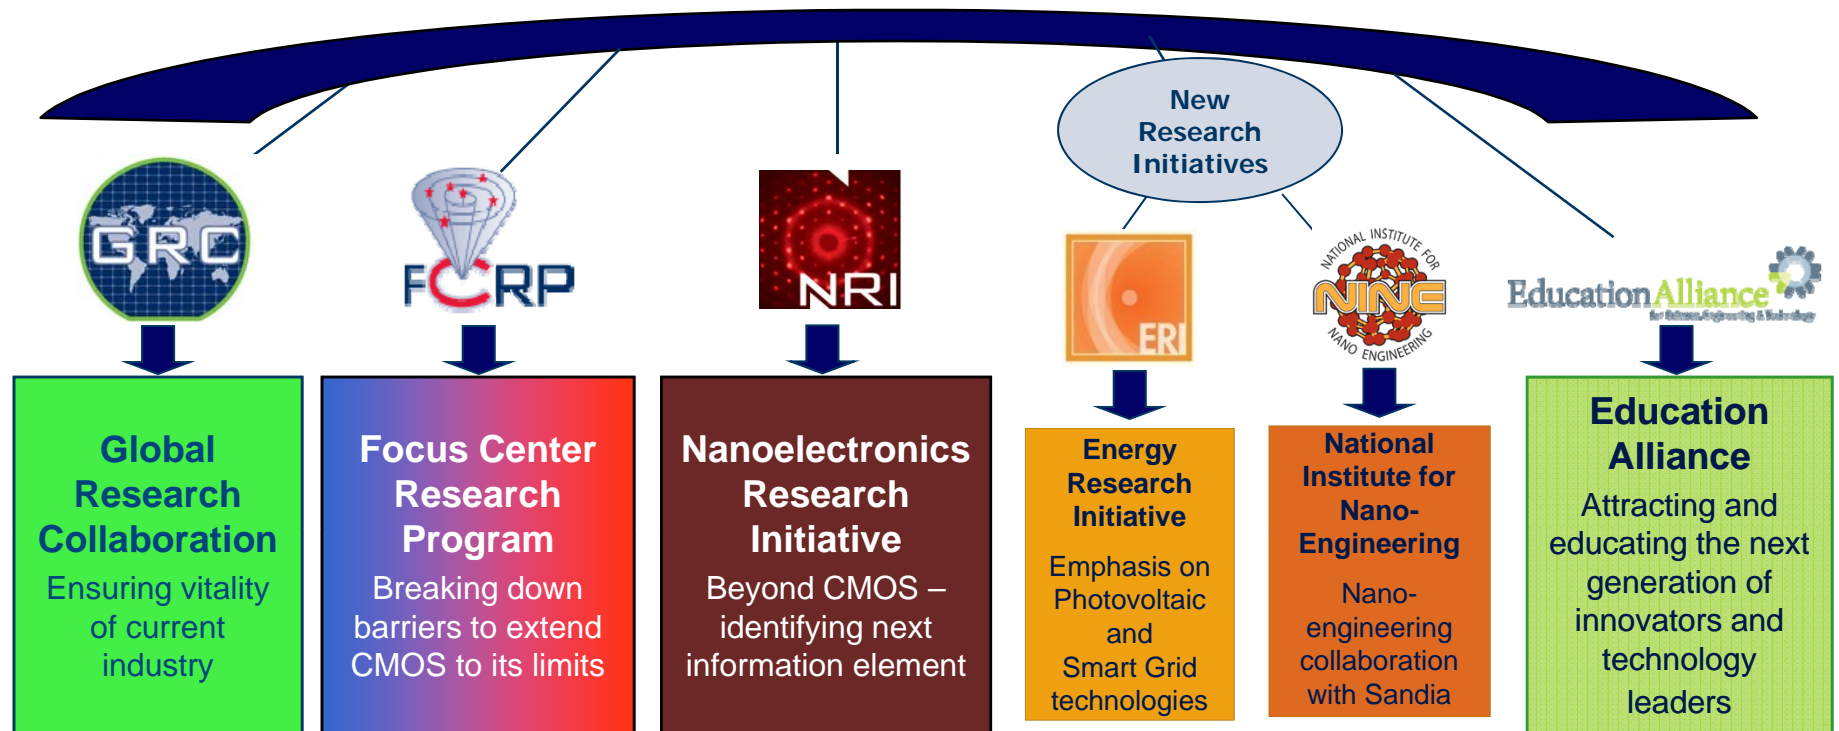 New
Research
Initiatives
GRC
FCRP
NRI
ERI
NATIONAL INSTITUTE FOR
NINE
NANO ENGINEERING
EducationAlliance
for Science, Engineering & Technology
Global
Research
Collaboration
Ensuring vitality
of current
industry
Focus Center
Research
Program
Breaking down
barriers to extend
CMOS to its limits
Nanoelectronics
Research
Initiative
Beyond CMOS –
identifying next
information element
Energy
Research
Initiative
Emphasis on
Photovoltaic
and
Smart Grid
technologies
National
Institute for
Nano-
Engineering
Nano-
engineering
collaboration
with Sandia
Education
Alliance
Attracting and
educating the next
generation of
innovators and
technology
leaders